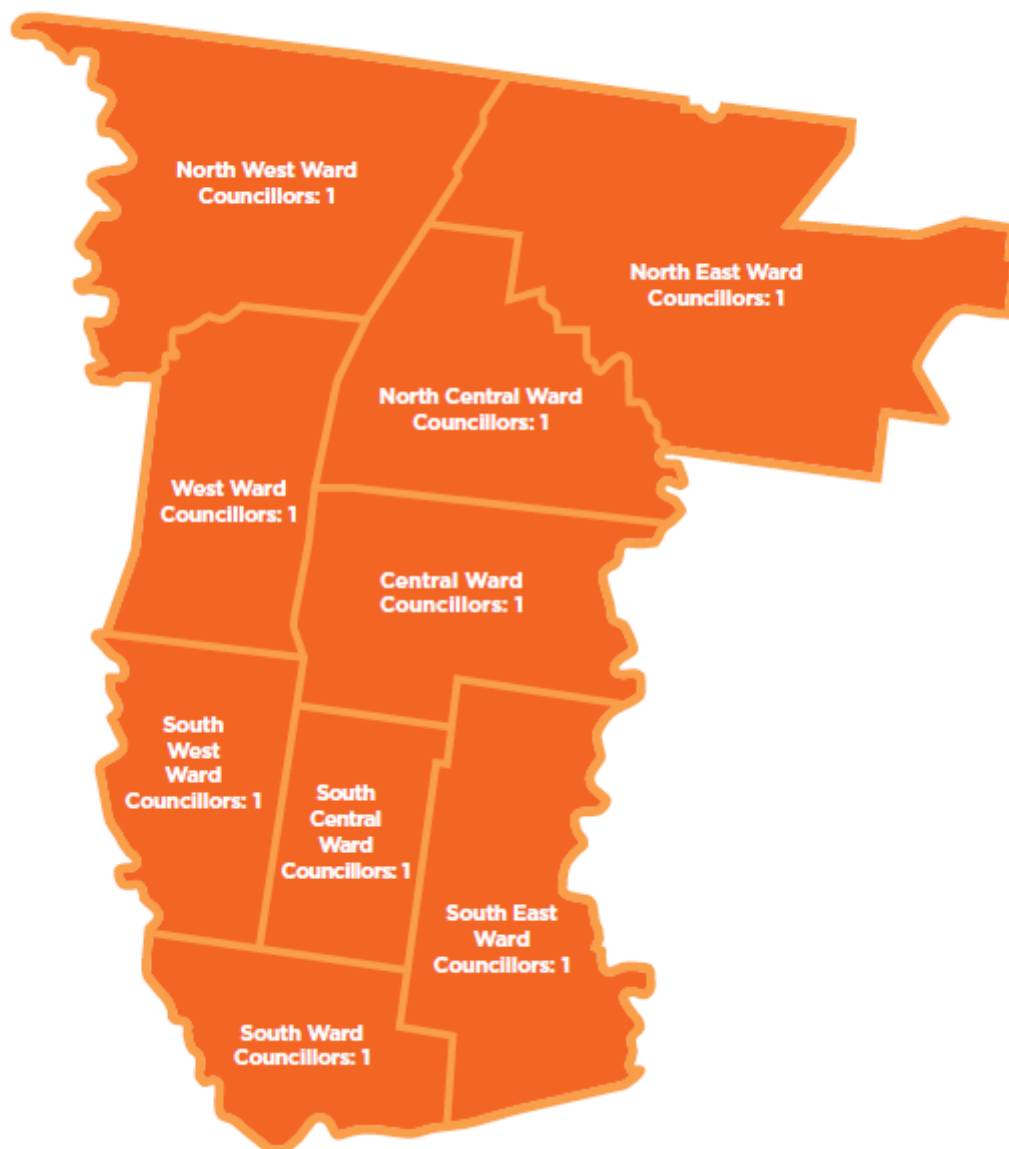 North West Ward
Councillors: 1
North East Ward
Councillors: 1
North Central Ward
Councillors: 1
West Ward
Councillors: 1
Central Ward
Councillors: 1
South
West
Ward
Councillors: 1
South
Central
Ward
Councillors: 1
South East
Ward
Councillors: 1
South Ward
Councillors: 1